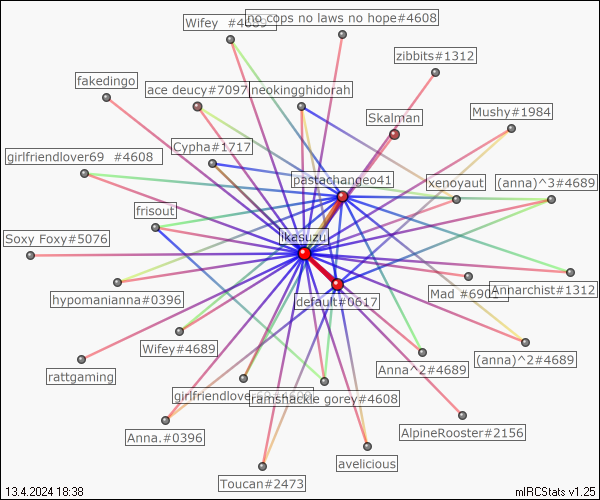 Wifey #4689
no cops no laws no hope#4608
zibbits#1312
fakedingo
ace deucy#7097
neokingghidorah
Mushy#1984
Skalman
Cypha#1717
girlfriendlover69 #4608
pastachangeo41
xenoyaut
(anna)^3#4689
frisout
Soxy Foxy#5076
ikasuzu
hypomanianna#0396
default#0617
Mad #6901
Annarchist#1312
Wifey#4689
(anna)^2#4689
rattgaming
Anna^2#4689
ramshackle gorey#4608
Anna.#0396
AlpineRooster#2156
avelicious
Toucan#2473
13.4.2024 18:38
mIRCStats v1.25